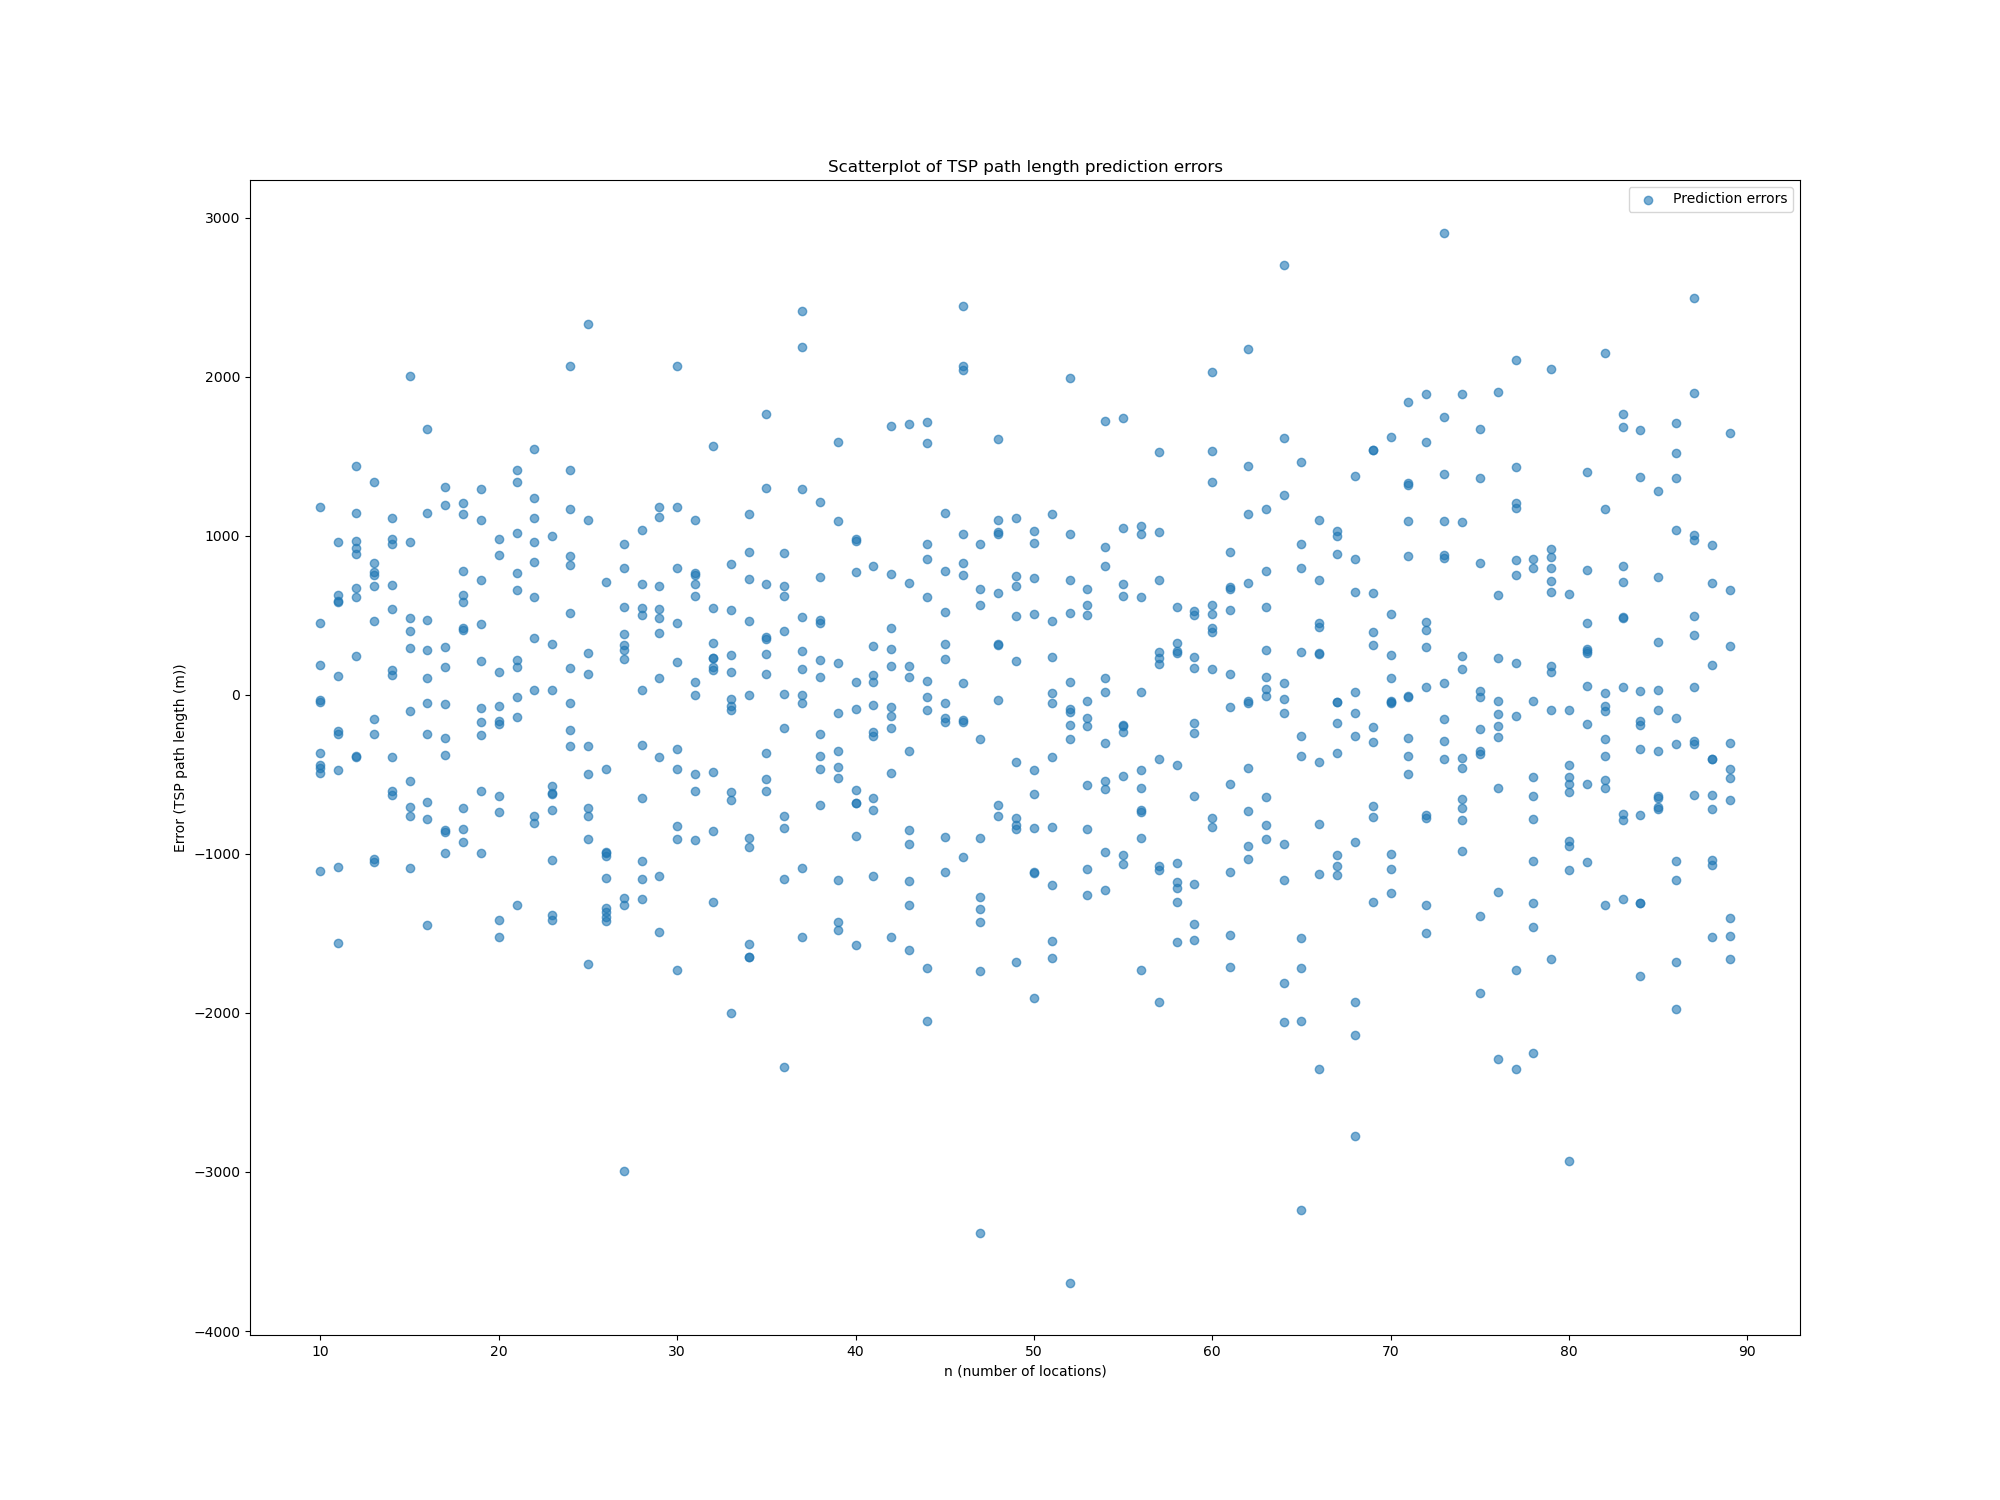 Scatterplot of TSP path length prediction errors
Prediction errors
3000
2000
1000
0
−1000
−2000
−3000
−4000
Error (TSP path length (m))
10 20 30 40 50 60 70 80 90
n (number of locations)